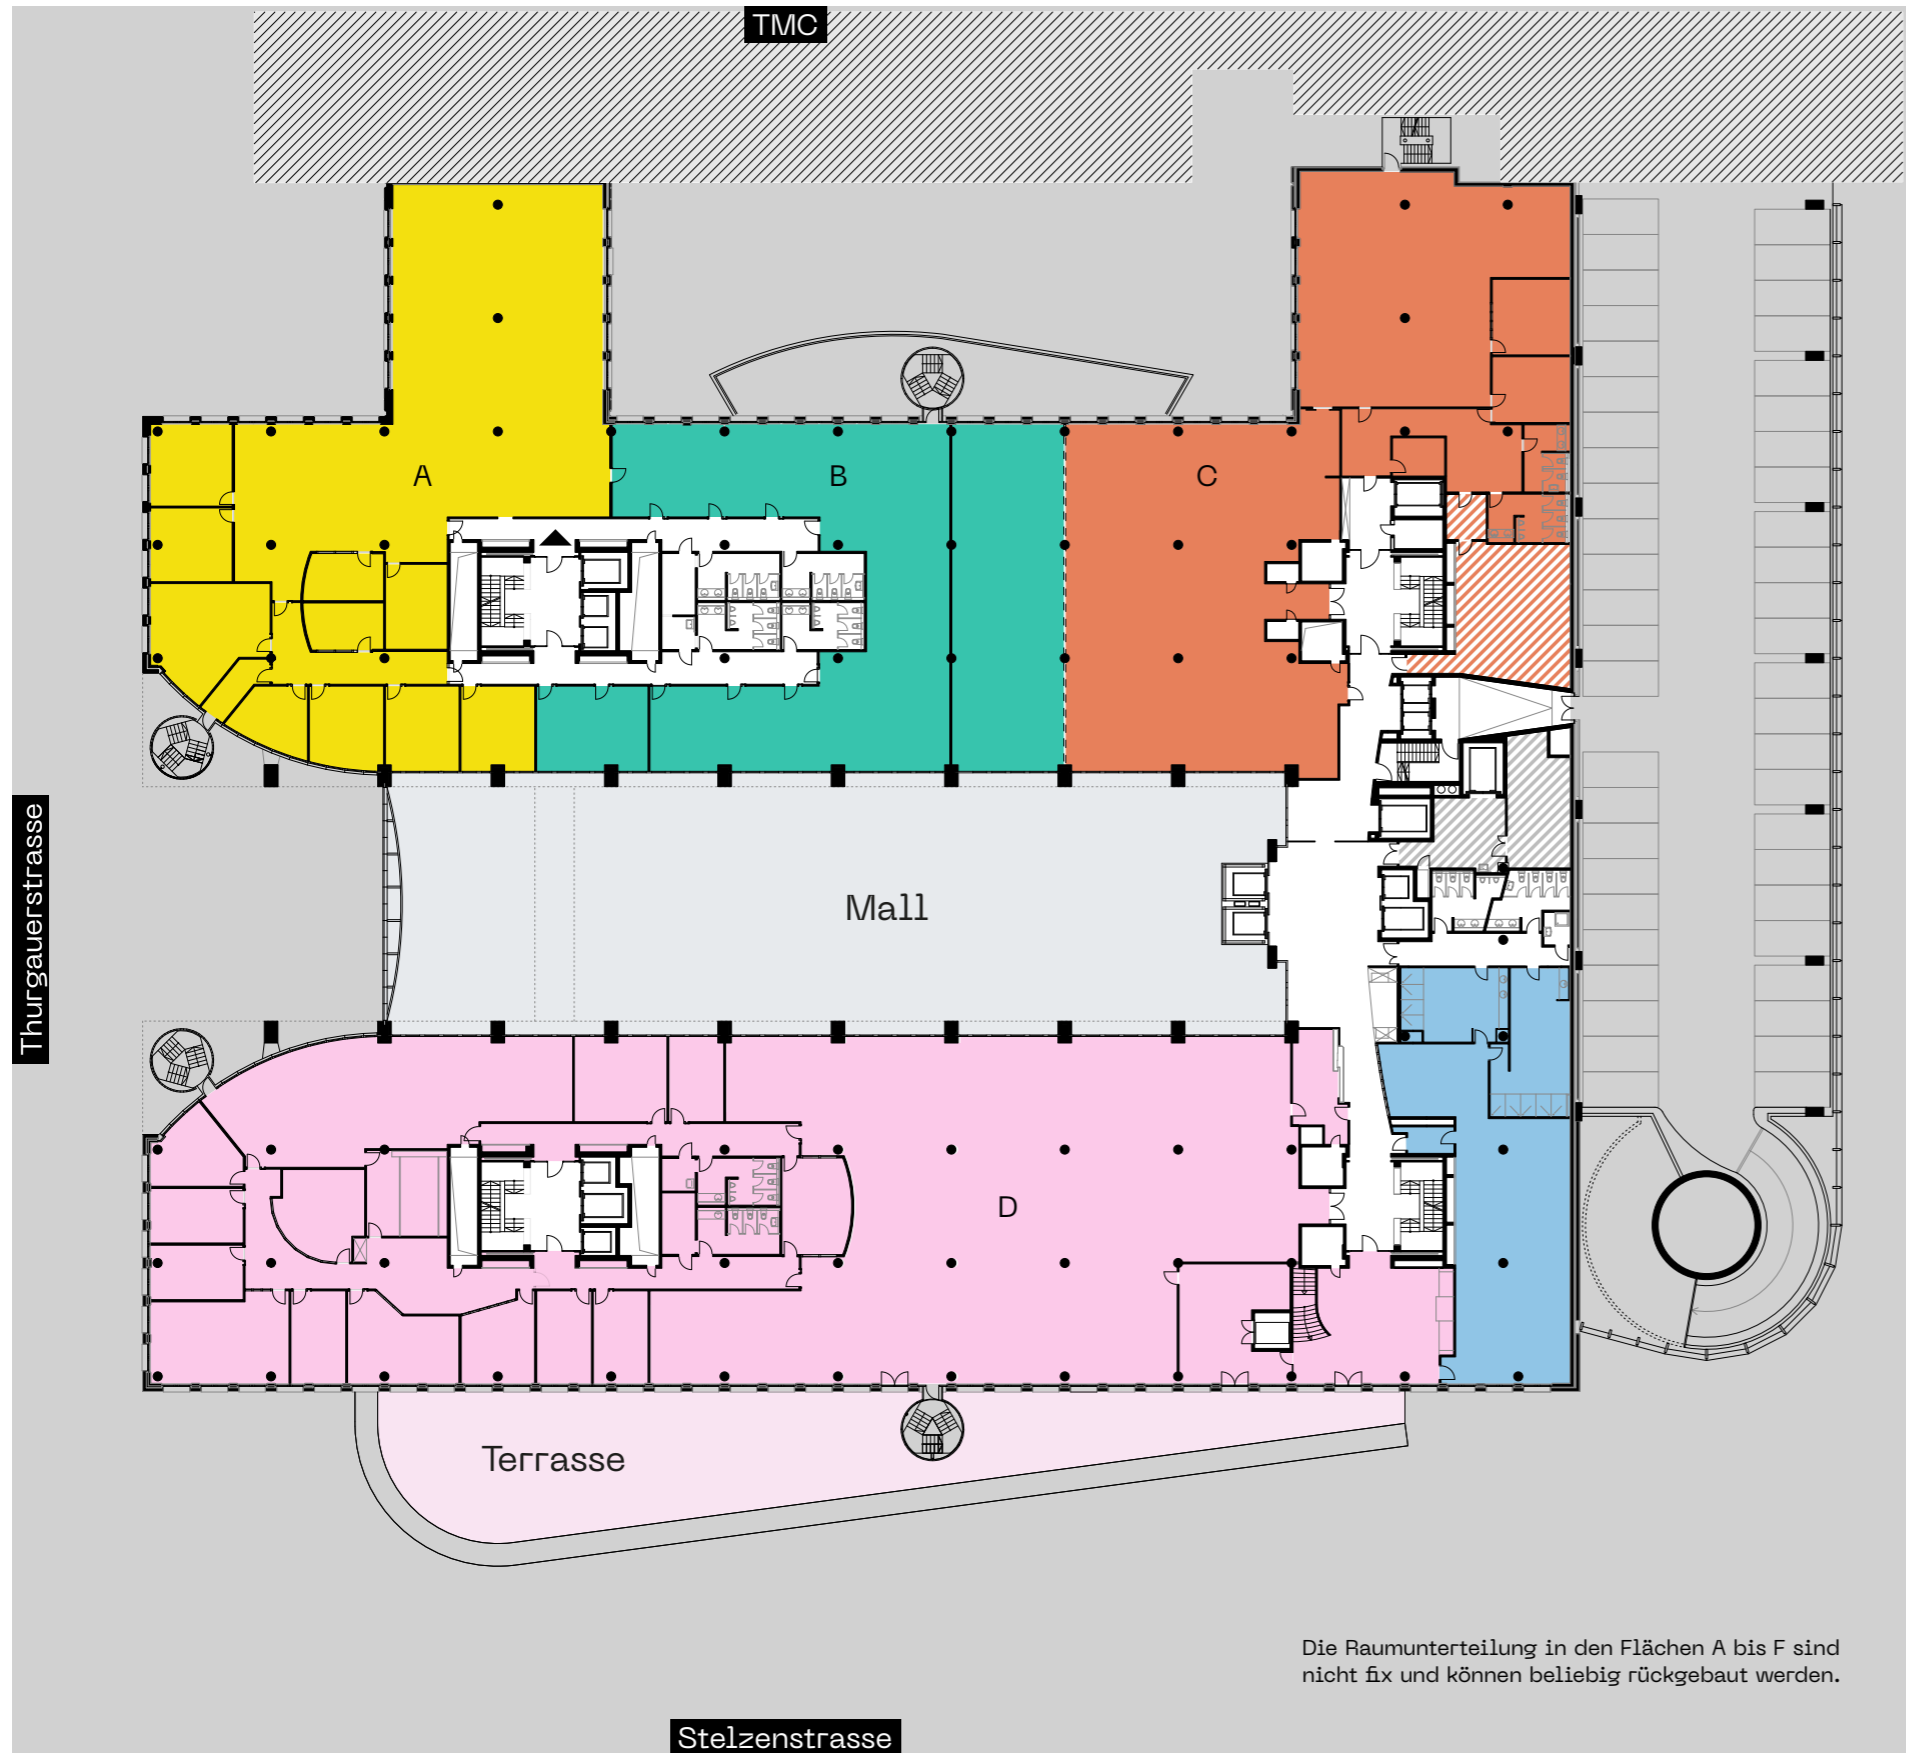 TMC
A
B
C
Thurgauerstrasse
Mall
D
Terrasse
Die Raumunterteilung in den Flächen A bis F sind
nicht fix und können beliebig rückgebaut werden.
Stelzenstrasse